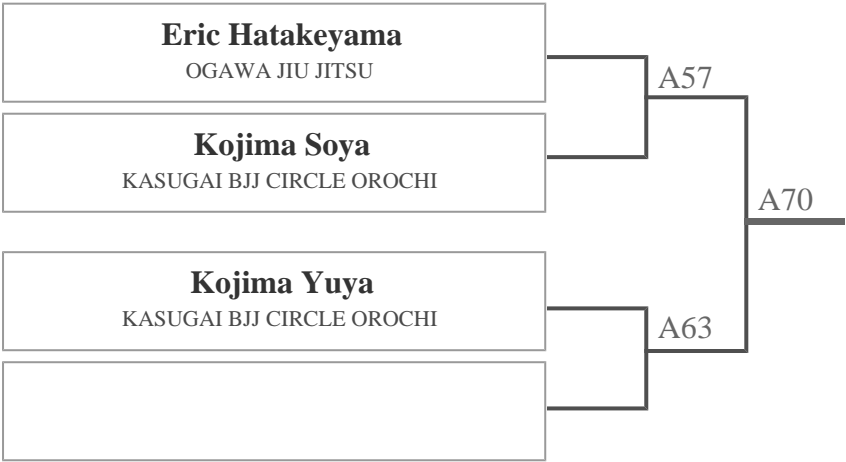 Eric Hatakeyama
OGAWA JIU JITSU
A57
Kojima Soya
KASUGAI BJJ CIRCLE OROCHI
A70
Kojima Yuya
KASUGAI BJJ CIRCLE OROCHI
A63